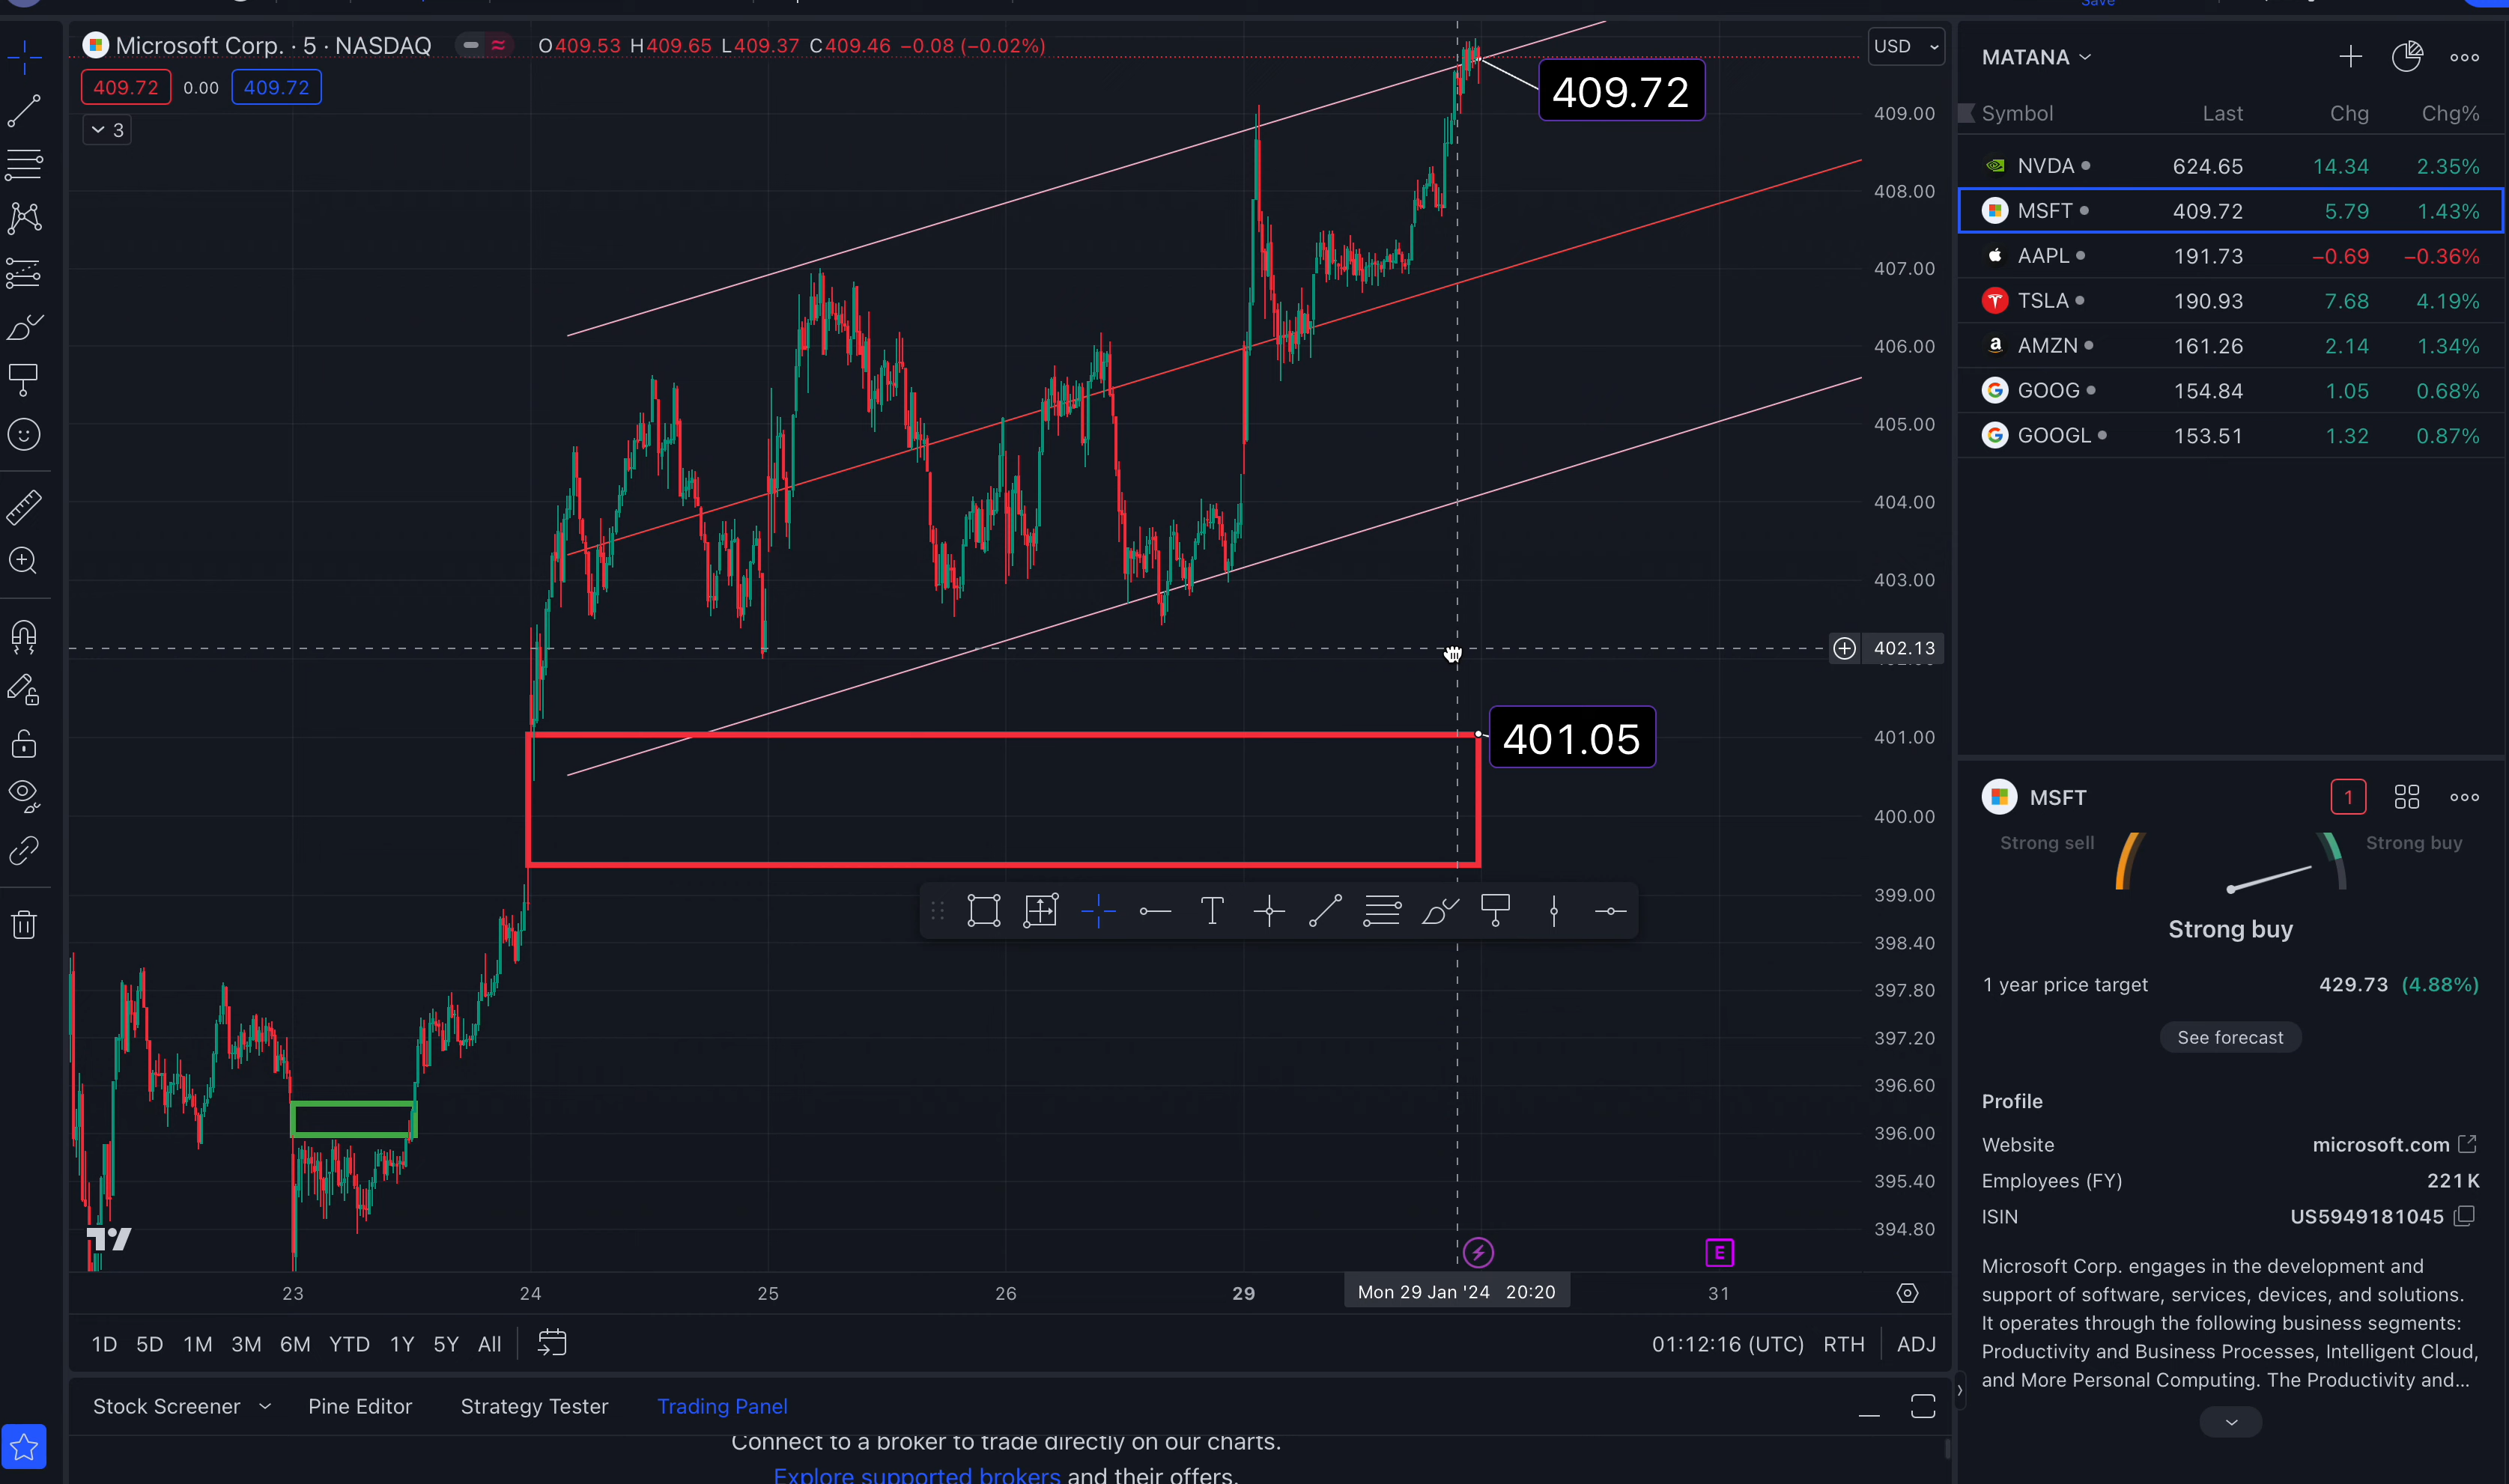 Save
Microsoft Corp. · 5 · NASDAQ
O409.53 H409.65 L409.37 C409.46 −0.08 (−0.02%)
409.72 0.00 409.72
3
USD
409.72
409.00
408.00
407.00
406.00
405.00
404.00
403.00
402.13
401.05
401.00
400.00
399.00
398.40
397.80
397.20
396.60
396.00
395.40
394.80
E
23 24 25 26 29 Mon 29 Jan '24 20:20 31
1D 5D 1M 3M 6M YTD 1Y 5Y All
01:12:16 (UTC) RTH ADJ
Stock Screener Pine Editor Strategy Tester Trading Panel
Connect to a broker to trade directly on our charts.
Explore supported brokers and their offers.
MATANA
Symbol Last Chg Chg%
NVDA 624.65 14.34 2.35%
MSFT 409.72 5.79 1.43%
AAPL 191.73 −0.69 −0.36%
TSLA 190.93 7.68 4.19%
AMZN 161.26 2.14 1.34%
GOOG 154.84 1.05 0.68%
GOOGL 153.51 1.32 0.87%
MSFT 1
Strong sell Strong buy
Strong buy
1 year price target 429.73 (4.88%)
See forecast
Profile
Website microsoft.com
Employees (FY) 221K
ISIN US5949181045
Microsoft Corp. engages in the development and
support of software, services, devices, and solutions.
It operates through the following business segments:
Productivity and Business Processes, Intelligent Cloud,
and More Personal Computing. The Productivity and...